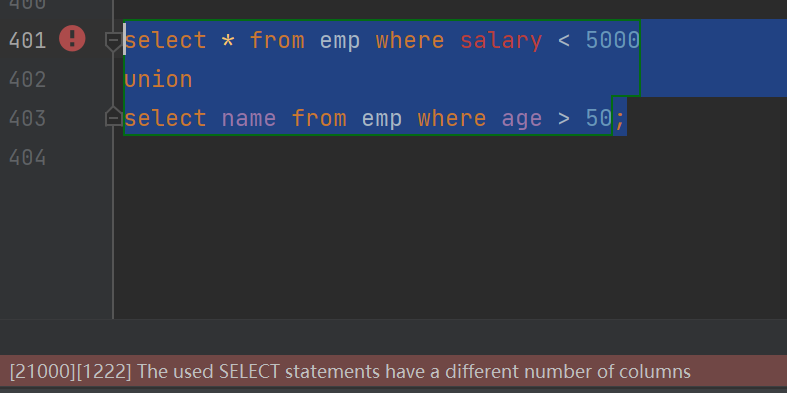 400
401 select * from emp where salary < 5000
402 union
403 select name from emp where age > 50;
404
[21000][1222] The used SELECT statements have a different number of columns